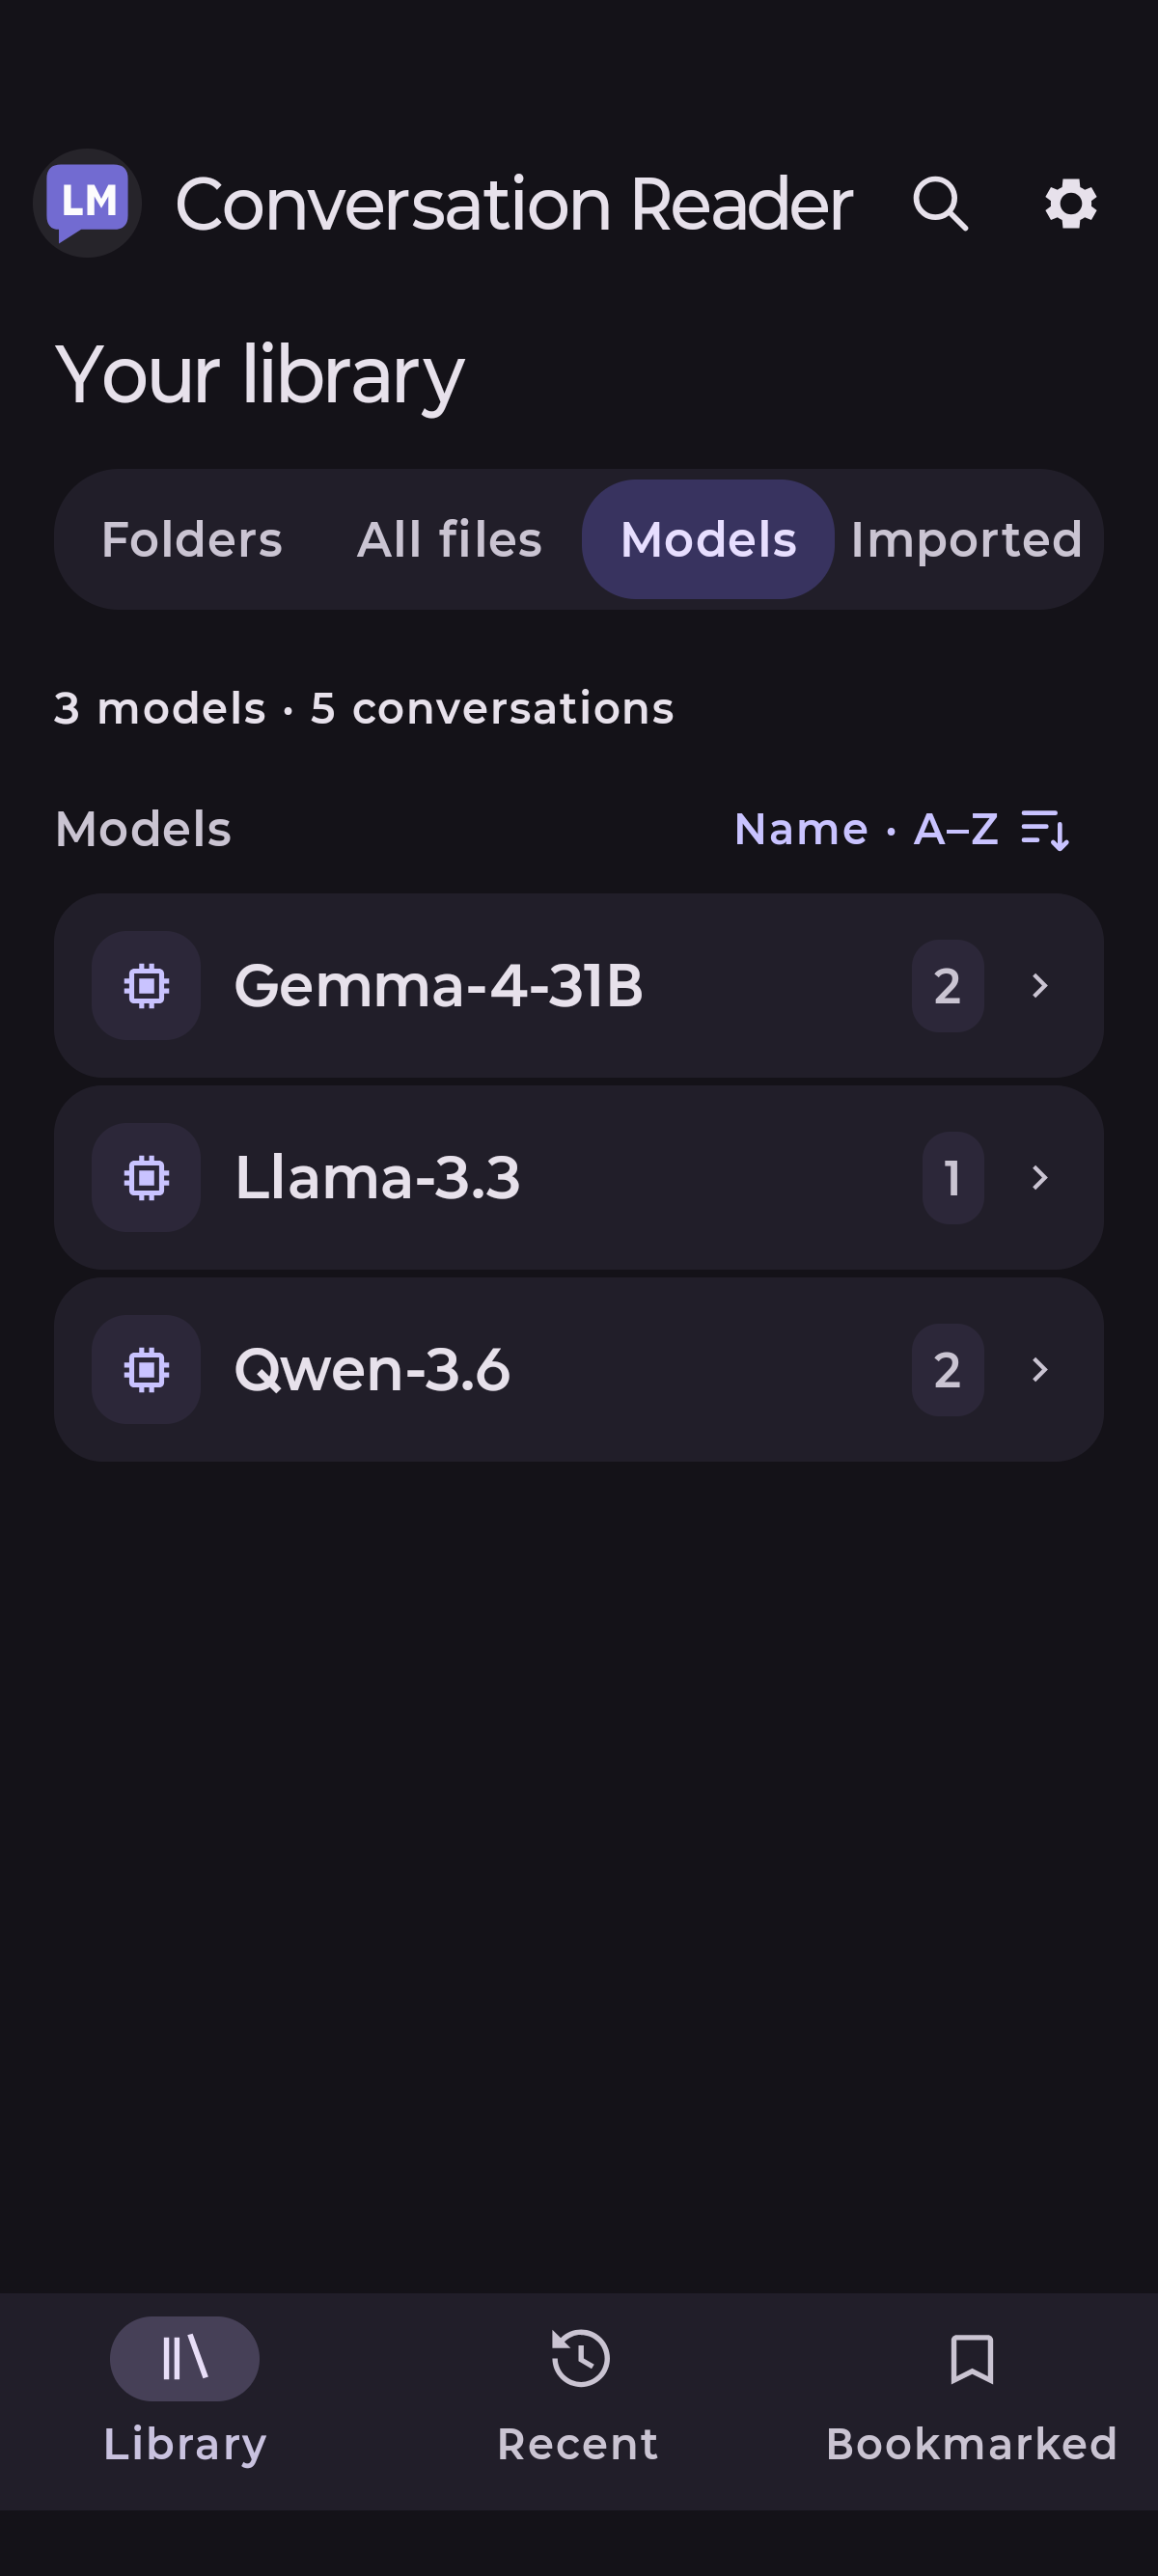 LM Conversation Reader
Your library
Folders All files Models Imported
3 models · 5 conversations
Models Name · A–Z
Gemma-4-31B 2
Llama-3.3 1
Qwen-3.6 2
Library Recent Bookmarked